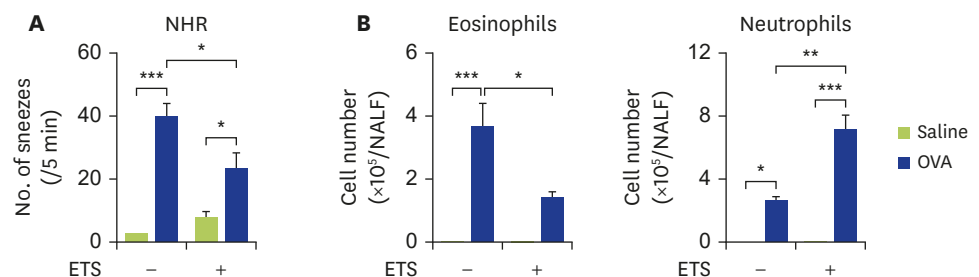 A
NHR
No. of sneezes
(/5 min)
60
40
20
0
***
*
*
ETS
–
+
B
Eosinophils
Cell number
(×10⁵/NALF)
6
4
2
0
***
*
ETS
–
+
Neutrophils
Cell number
(×10⁵/NALF)
12
8
4
0
**
***
*
–
+
Saline
OVA